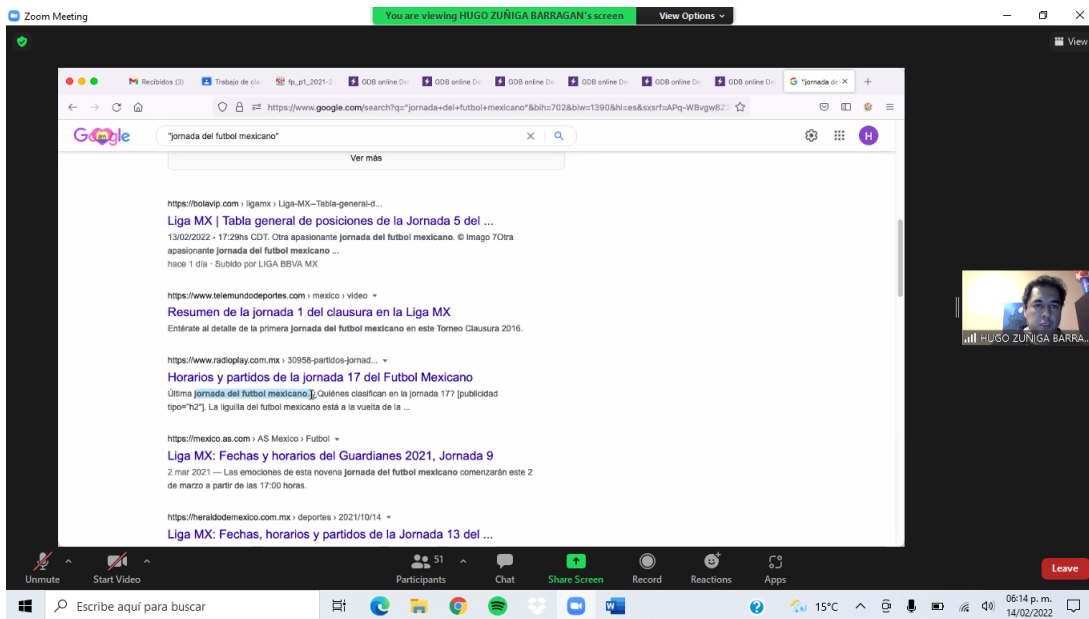 Zoom Meeting
You are viewing HUGO ZUÑIGA BARRAGAN's screen
View Options
View
Recibidos (3)
Trabajo de cla
fp_p1_2021-2
GDB online De
GDB online De
GDB online De
GDB online De
GDB online De
GDB online De
"jornada de
https://www.google.com/search?q="jornada+del+futbol+mexicano"&bih=702&biw=1390&hl=es&sxsrf=APq-WBvgwBZ
Google
"jornada del futbol mexicano"
H
Ver más
https://bolavip.com › ligamx › Liga-MX--Tabla-general-d...
Liga MX | Tabla general de posiciones de la Jornada 5 del ...
13/02/2022 - 17:29hs CDT. Otra apasionante jornada del futbol mexicano. © Imago 7Otra
apasionante jornada del futbol mexicano ...
hace 1 día · Subido por LIGA BBVA MX
https://www.telemundodeportes.com › mexico › video
Resumen de la jornada 1 del clausura en la Liga MX
Entérate al detalle de la primera jornada del futbol mexicano en este Torneo Clausura 2016.
https://www.radioplay.com.mx › 30958-partidos-jornad...
Horarios y partidos de la jornada 17 del Futbol Mexicano
Última jornada del futbol mexicano. ¿Quiénes clasifican en la jornada 177 [publicidad
tipo="h2"]. La liguilla del futbol mexicano está a la vuelta de la ...
https://mexico.as.com › AS Mexico › Futbol
Liga MX: Fechas y horarios del Guardianes 2021, Jornada 9
2 mar 2021 — Las emociones de esta novena jornada del futbol mexicano comenzarán este 2
de marzo a partir de las 17:00 horas.
https://heraldodemexico.com.mx › deportes › 2021/10/14
Liga MX: Fechas, horarios y partidos de la Jornada 13 del ...
HUGO ZUÑIGA BARRA...
51
Unmute
Start Video
Participants
Chat
Share Screen
Record
Reactions
Apps
Leave
Escribe aquí para buscar
15°C
06:14 p. m.
14/02/2022